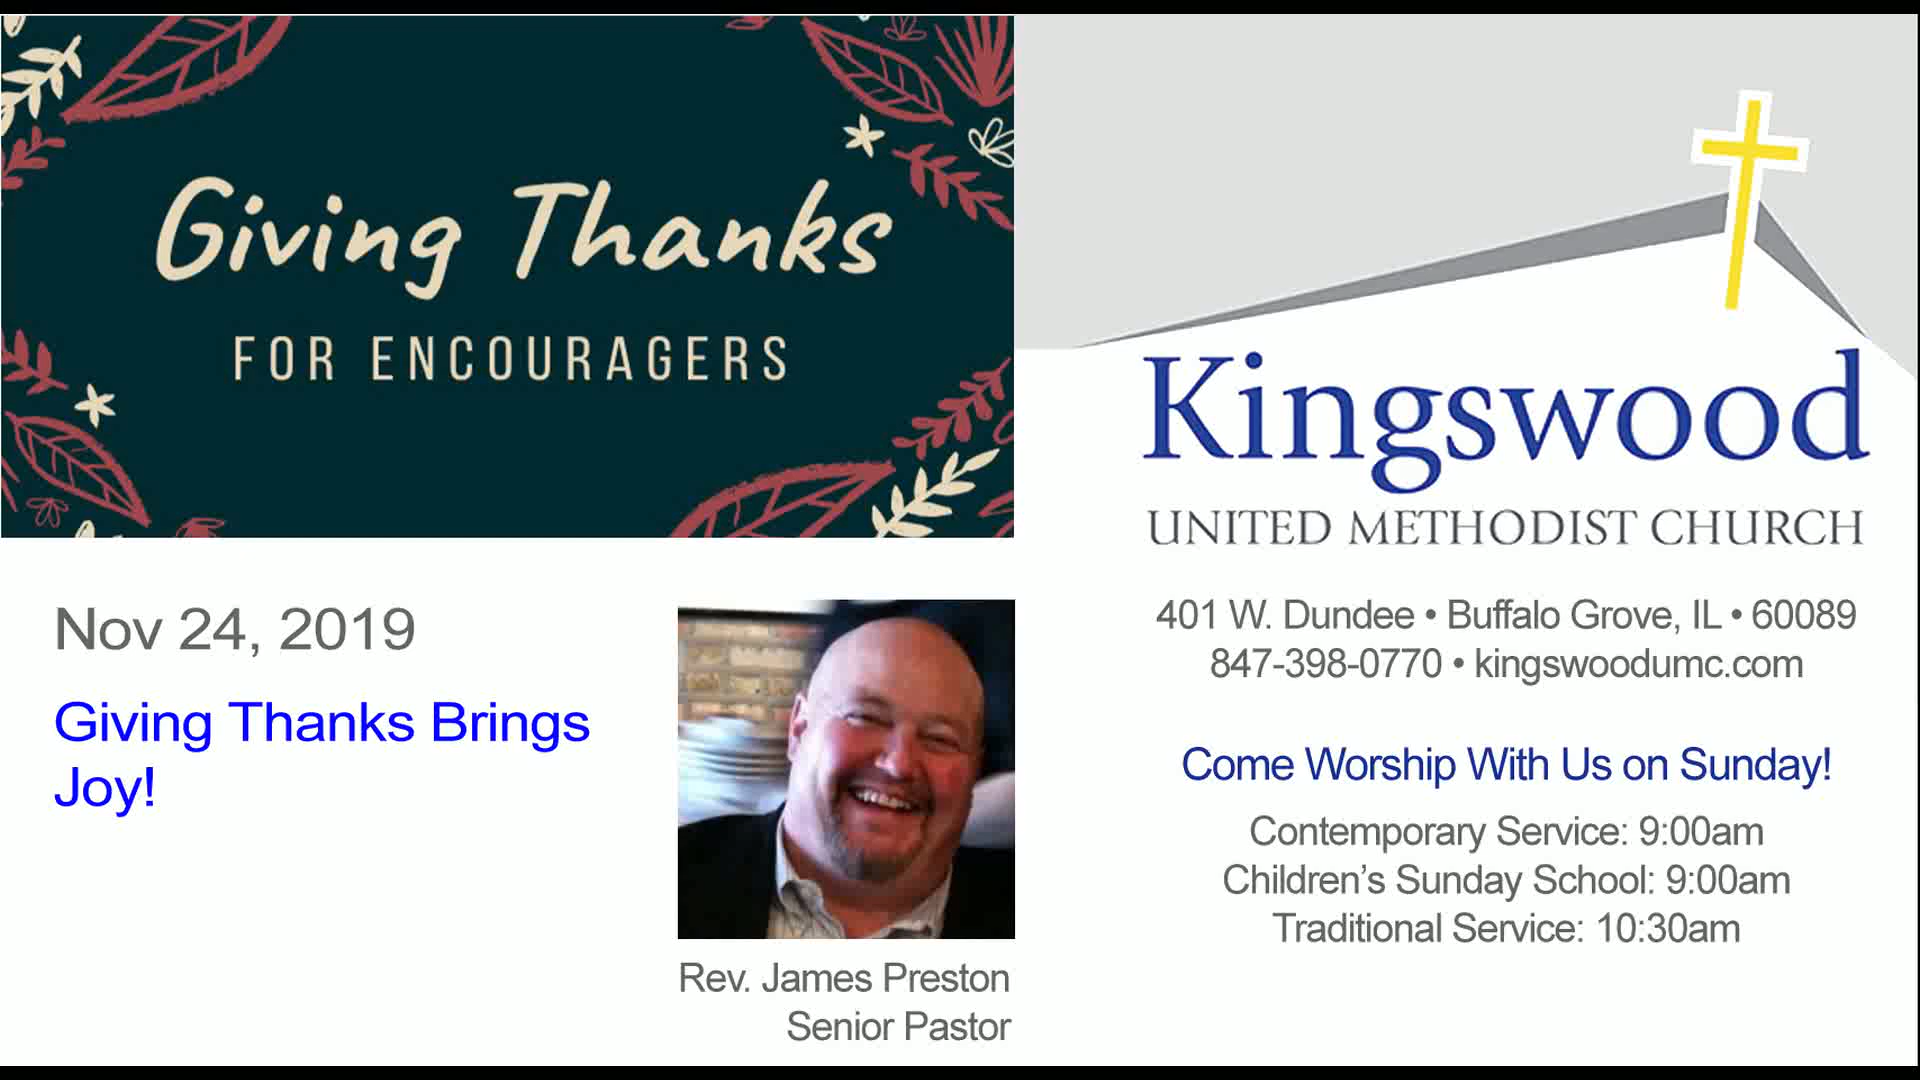 Giving Thanks
FOR ENCOURAGERS
Nov 24, 2019
Giving Thanks Brings
Joy!
Rev. James Preston
Senior Pastor
Kingswood
UNITED METHODIST CHURCH
401 W. Dundee • Buffalo Grove, IL • 60089
847-398-0770 • kingswoodumc.com
Come Worship With Us on Sunday!
Contemporary Service: 9:00am
Children’s Sunday School: 9:00am
Traditional Service: 10:30am